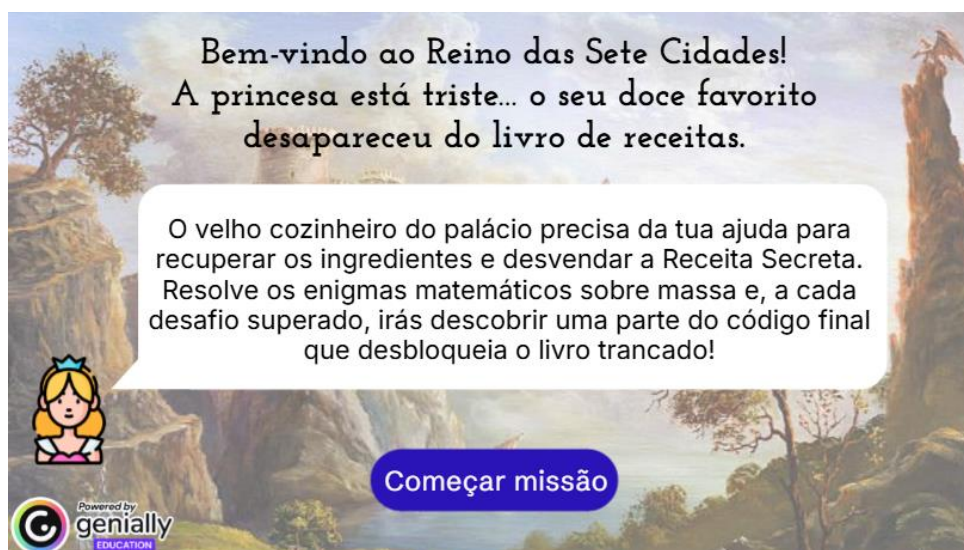 Bem-vindo ao Reino das Sete Cidades!
A princesa está triste... o seu doce favorito
desapareceu do livro de receitas.
O velho cozinheiro do palácio precisa da tua ajuda para
recuperar os ingredientes e desvendar a Receita Secreta.
Resolve os enigmas matemáticos sobre massa e, a cada
desafio superado, irás descobrir uma parte do código final
que desbloqueia o livro trancado!
Começar missão
Powered by
genially
EDUCATION